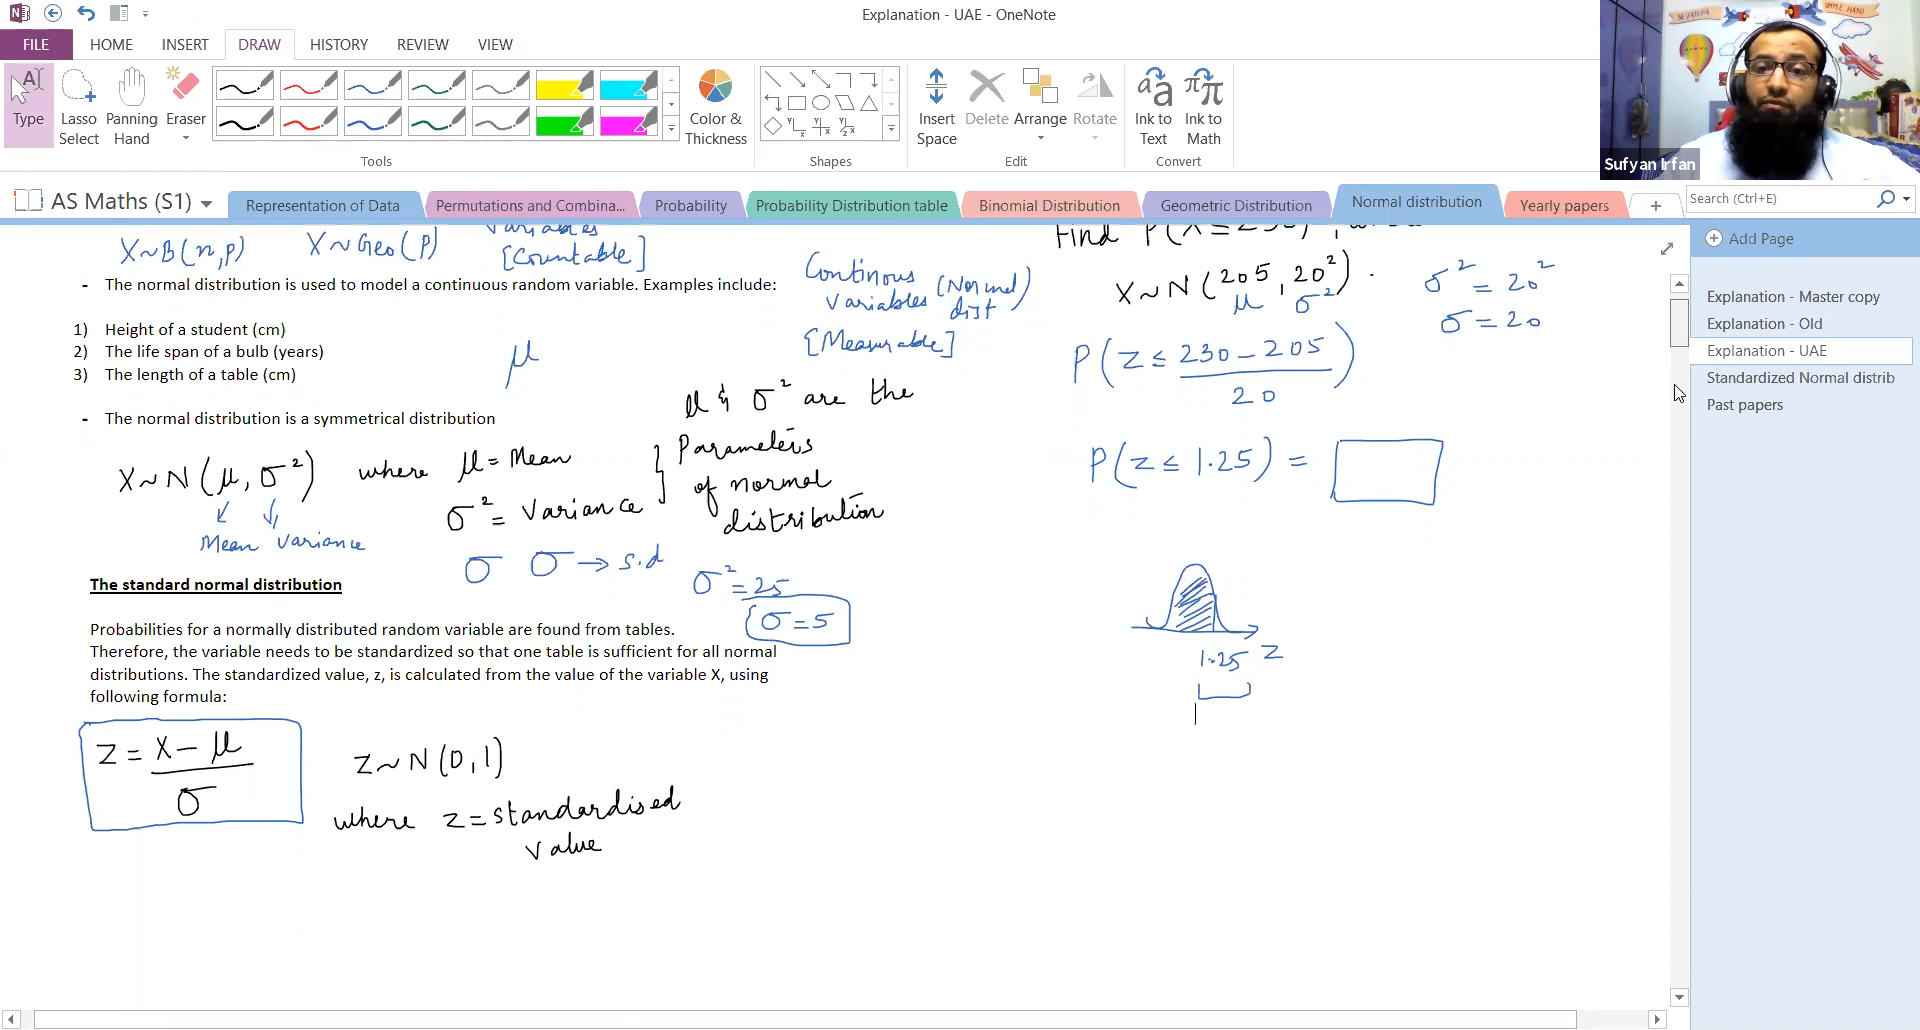 Explanation - UAE - OneNote
FILE HOME INSERT DRAW HISTORY REVIEW VIEW
Type
Lasso Select
Panning Hand
Eraser
Color & Thickness
Insert Space
Delete
Arrange
Rotate
Ink to Text
Ink to Math
Tools Shapes Edit Convert
Sufyan Irfan
AS Maths (S1)
Representation of Data
Permutations and Combina...
Probability
Probability Distribution table
Binomial Distribution
Geometric Distribution
Normal distribution
Yearly papers
+
Search (Ctrl+E)
Add Page
Explanation - Master copy
Explanation - Old
Explanation - UAE
Standardized Normal distrib
Past papers
X~B(n,p) X~Geo(p) Variables
[Countable]
- The normal distribution is used to model a continuous random variable. Examples include:
1) Height of a student (cm)
2) The life span of a bulb (years)
3) The length of a table (cm)
μ
Continous
Variables (Normal
dist)
[Measurable]
- The normal distribution is a symmetrical distribution
X~N(μ, σ²) where μ = Mean
σ² = Variance
Mean Variance
μ & σ² are the
Parameters
of normal
distribution
σ σ → s.d
σ² = 25
σ = 5
The standard normal distribution
Probabilities for a normally distributed random variable are found from tables.
Therefore, the variable needs to be standardized so that one table is sufficient for all normal
distributions. The standardized value, z, is calculated from the value of the variable X, using
following formula:
z = x - μ / σ
Z~N(0,1)
where z = standardised
value
Find P(X ≤ 230)
X~N(205, 20²).
μ σ²
σ² = 20²
σ = 20
P(Z ≤ 230 - 205 / 20)
P(Z ≤ 1.25) =
1.25 Z